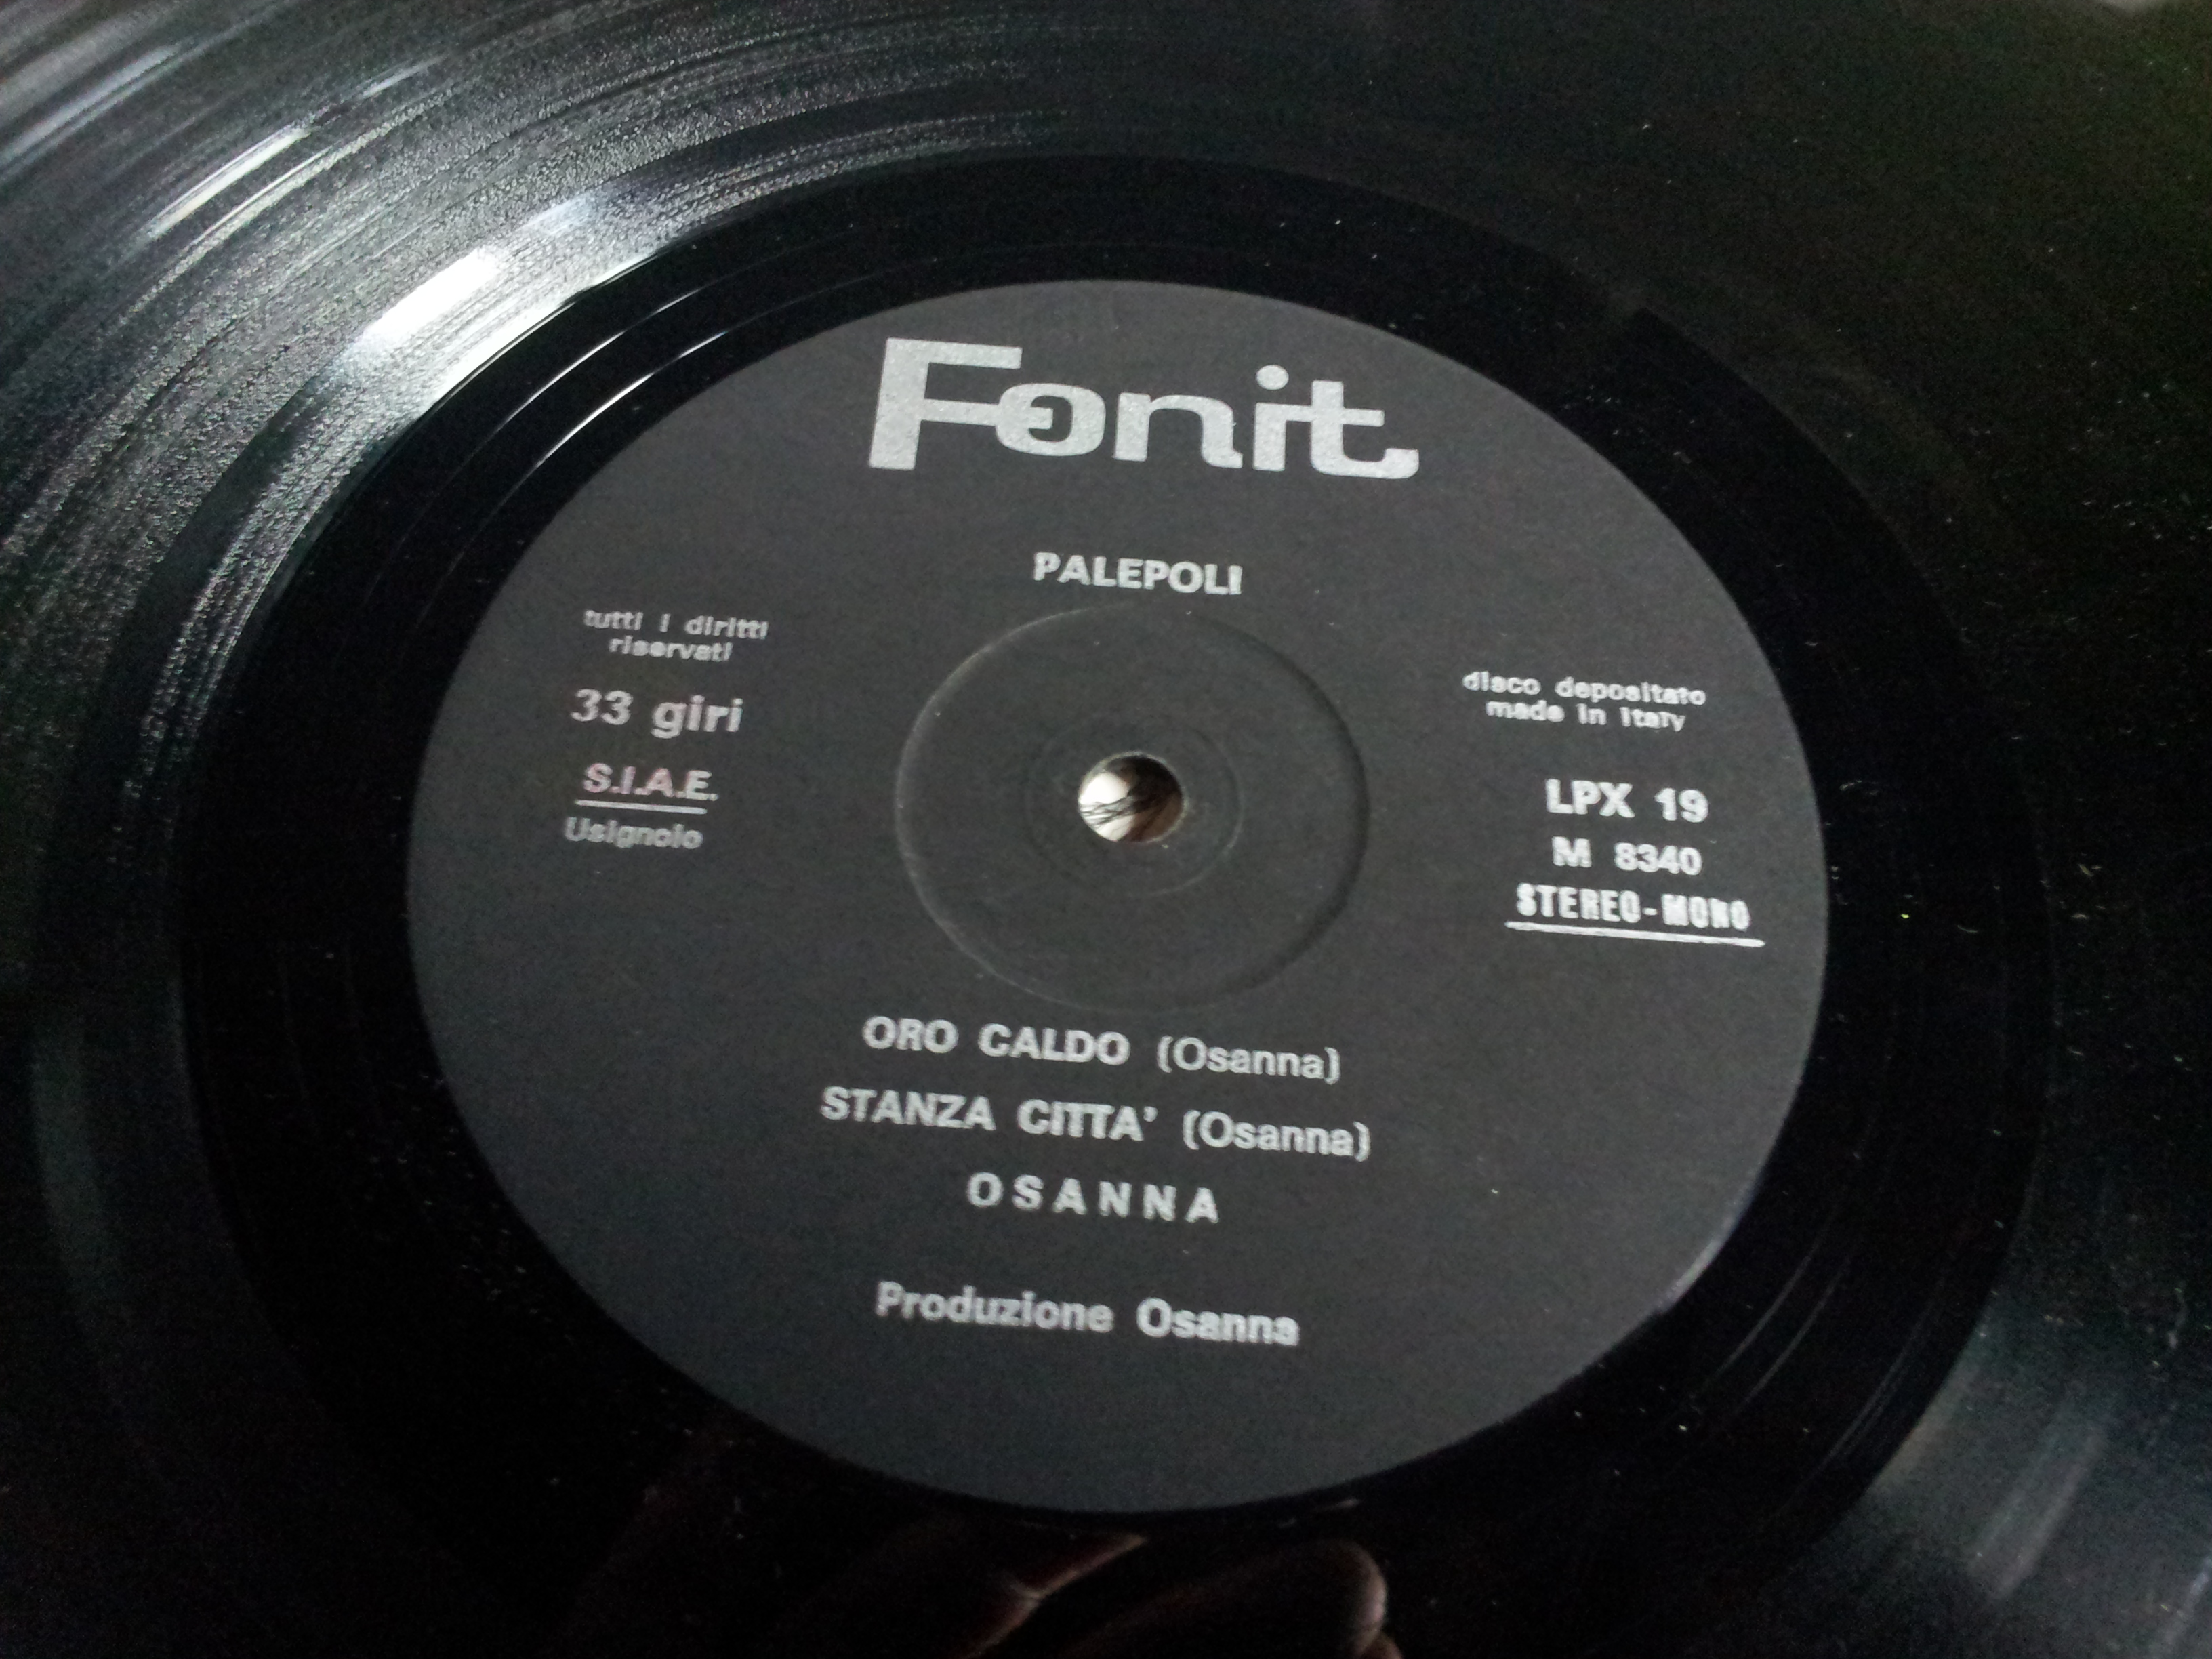 Fonit
PALEPOLI
tutti i diritti
riservati
33 giri
S.I.A.E.
Usignolo
disco depositato
made in Italy
LPX 19
M 8340
STEREO-MONO
ORO CALDO (Osanna)
STANZA CITTA' (Osanna)
OSANNA
Produzione Osanna